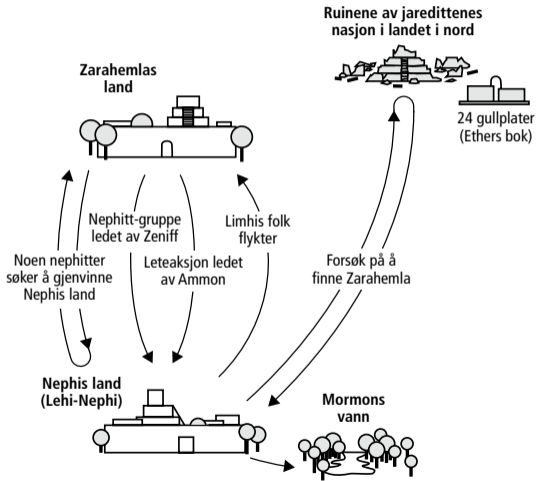 Ruinene av jaredittenes
nasjon i landet i nord
Zarahemlas
land
24 gullplater
(Ethers bok)
Nephitt-gruppe
ledet av Zeniff
Limhis folk
flykter
Noen nephitter
søker å gjenvinne
Nephis land
Leteaksjon ledet
av Ammon
Forsøk på å
finne Zarahemla
Nephis land
(Lehi-Nephi)
Mormons
vann